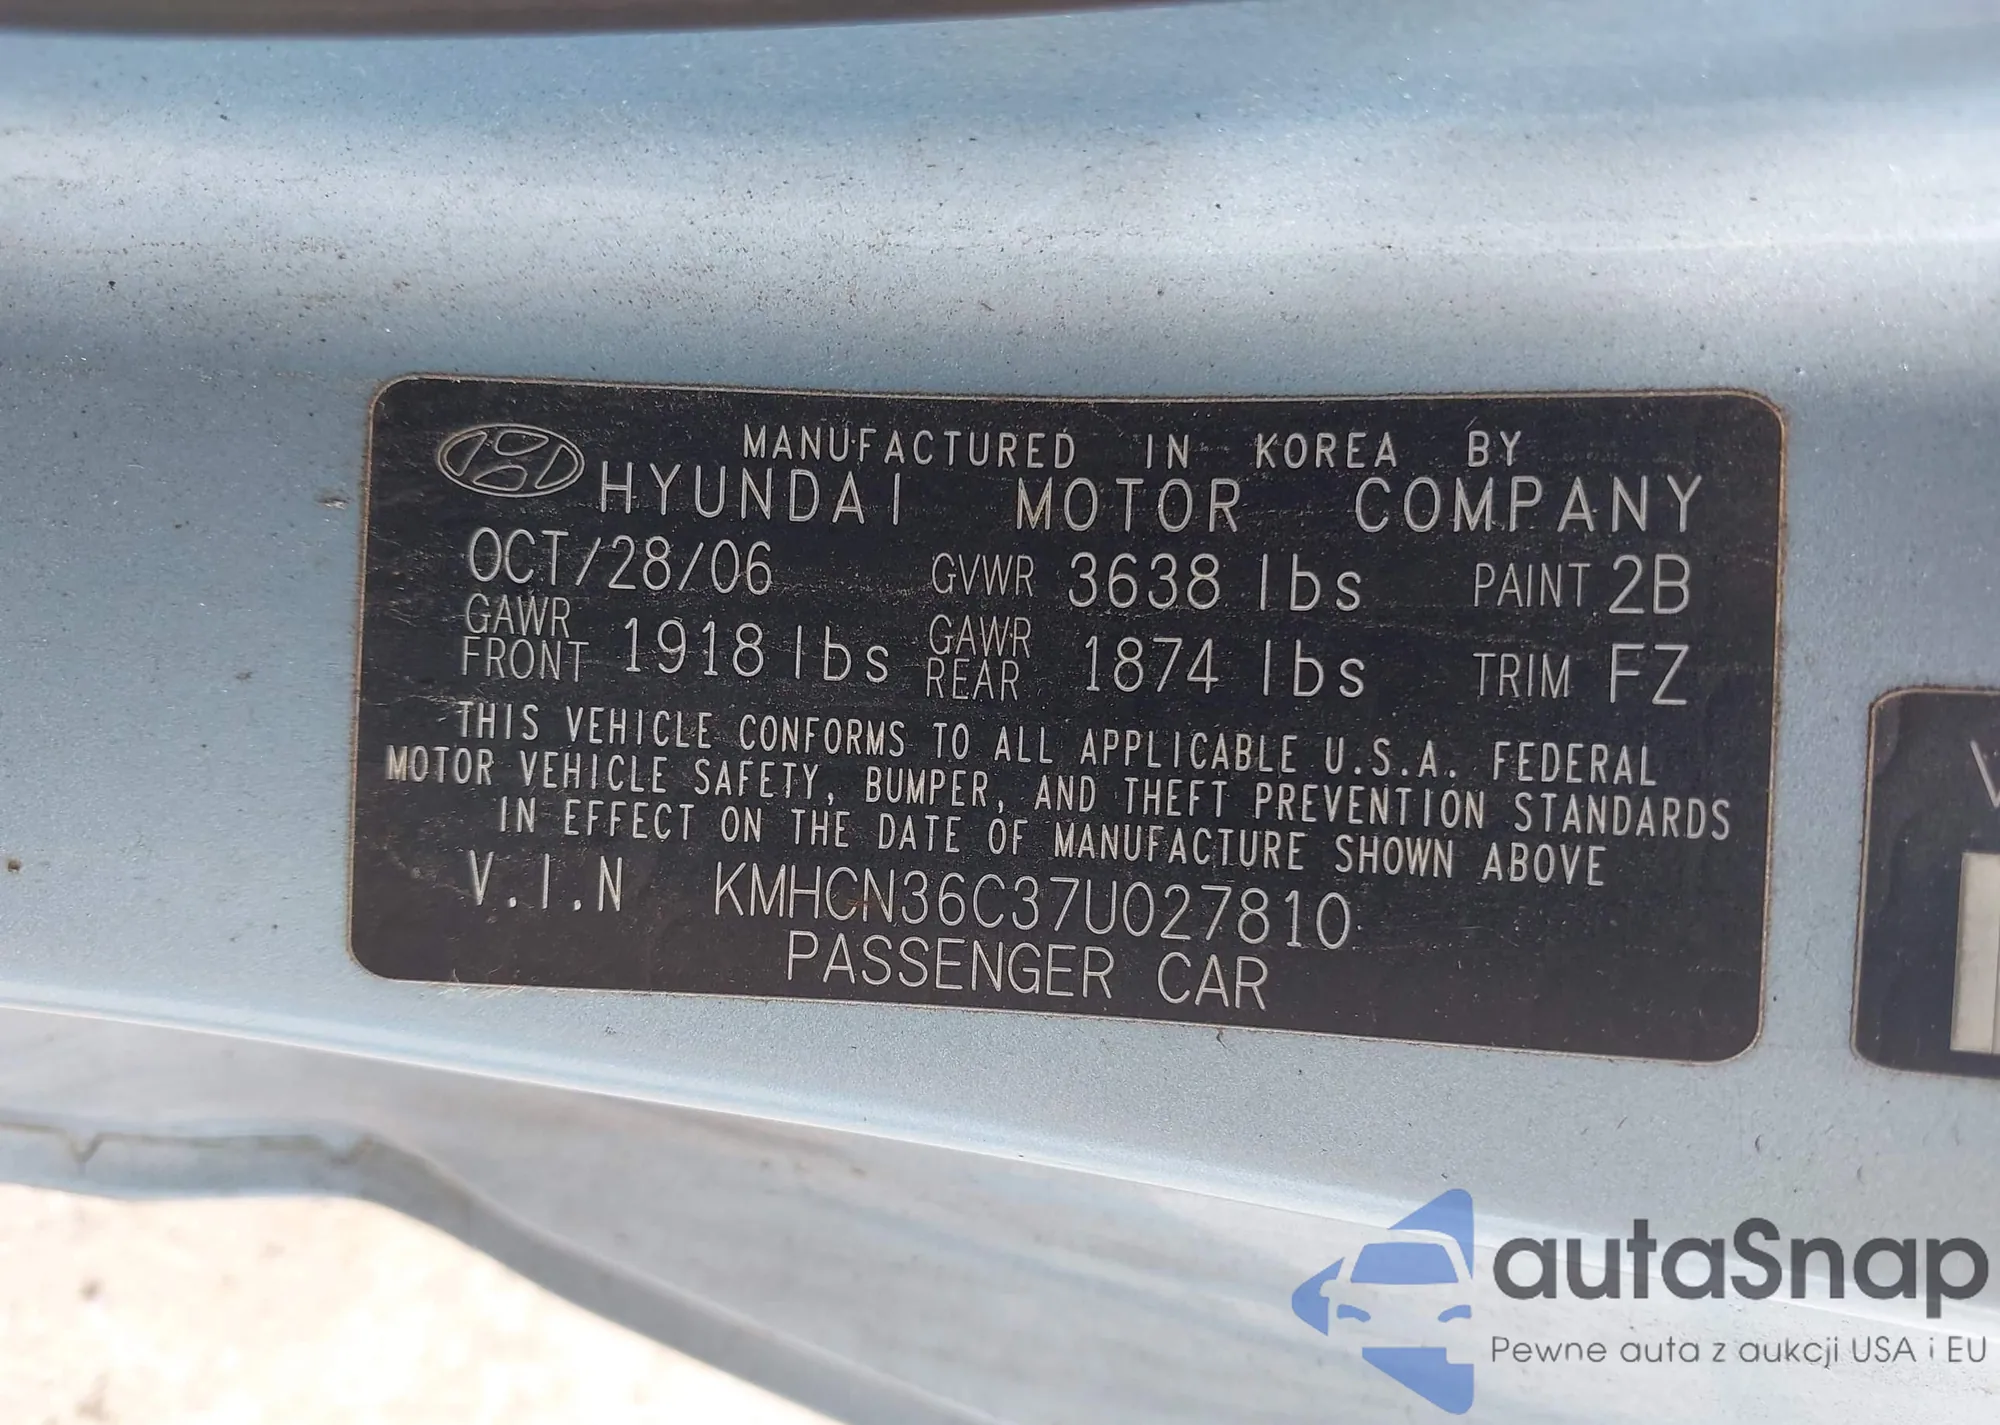 MANUFACTURED IN KOREA BY
HYUNDAI MOTOR COMPANY
OCT/28/06 GVWR 3638 lbs PAINT 2B
GAWR FRONT 1918 lbs GAWR REAR 1874 lbs TRIM FZ
THIS VEHICLE CONFORMS TO ALL APPLICABLE U.S.A. FEDERAL
MOTOR VEHICLE SAFETY, BUMPER, AND THEFT PREVENTION STANDARDS
IN EFFECT ON THE DATE OF MANUFACTURE SHOWN ABOVE
V.I.N KMHCN36C37U027810
PASSENGER CAR
autaSnap
Pewne auta z aukcji USA i EU